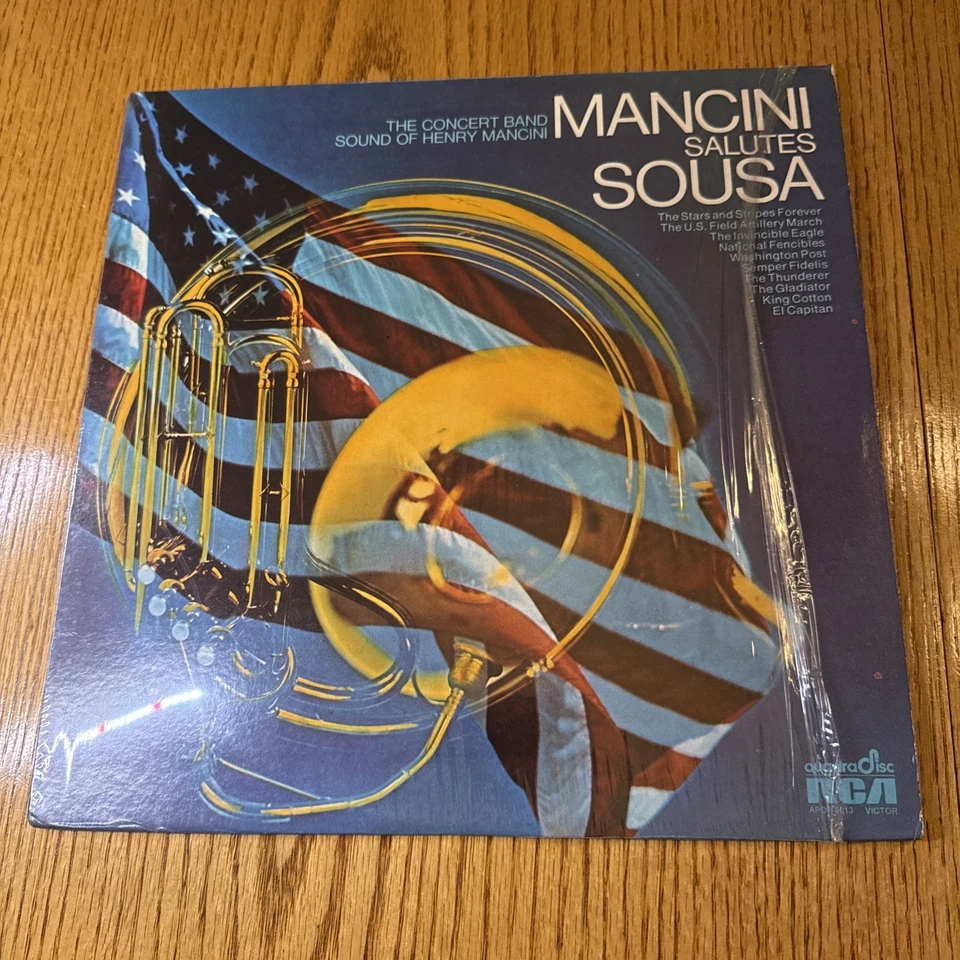 THE CONCERT BAND
SOUND OF HENRY MANCINI
MANCINI
SALUTES
SOUSA
The Stars and Stripes Forever
The U.S. Field Artillery March
The Invincible Eagle
National Fencibles
Washington Post
Semper Fidelis
The Thunderer
The Gladiator
King Cotton
El Capitan
quadradisc
RCA
VICTOR